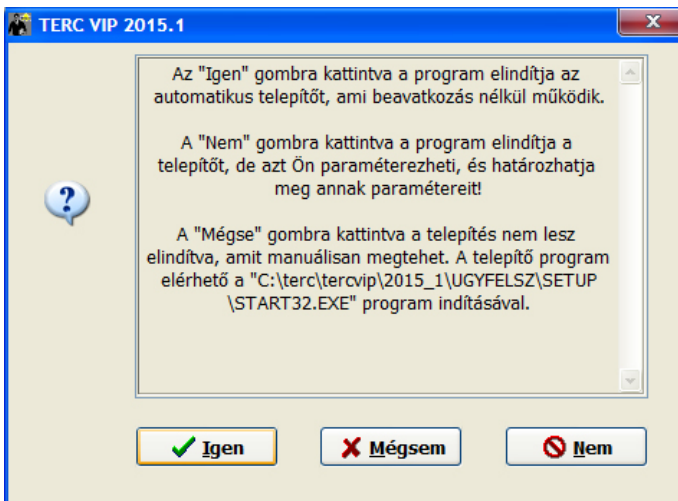 TERC VIP 2015.1
Az "Igen" gombra kattintva a program elindítja az
automatikus telepítőt, ami beavatkozás nélkül működik.
A "Nem" gombra kattintva a program elindítja a
telepítőt, de azt Ön paraméterezheti, és határozhatja
meg annak paramétereit!
A "Mégse" gombra kattintva a telepítés nem lesz
elindítva, amit manuálisan megtehet. A telepítő program
elérhető a "C:\terc\tercvip\2015_1\UGYFELSZ\SETUP
\START32.EXE" program indításával.
Igen
Mégsem
Nem